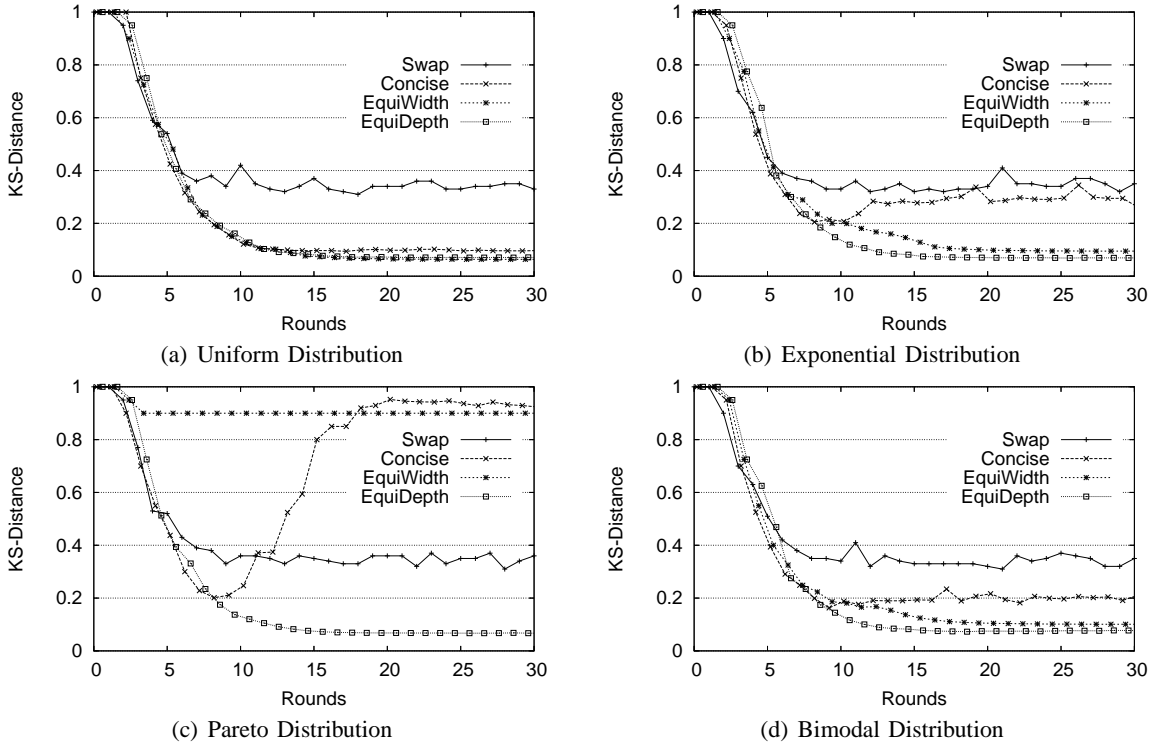 KS-Distance
1
0.8
0.6
0.4
0.2
0
Swap
Concise
EquiWidth
EquiDepth
0 5 10 15 20 25 30
Rounds
(a) Uniform Distribution
KS-Distance
1
0.8
0.6
0.4
0.2
0
Swap
Concise
EquiWidth
EquiDepth
0 5 10 15 20 25 30
Rounds
(b) Exponential Distribution
KS-Distance
1
0.8
0.6
0.4
0.2
0
Swap
Concise
EquiWidth
EquiDepth
0 5 10 15 20 25 30
Rounds
(c) Pareto Distribution
KS-Distance
1
0.8
0.6
0.4
0.2
0
Swap
Concise
EquiWidth
EquiDepth
0 5 10 15 20 25 30
Rounds
(d) Bimodal Distribution